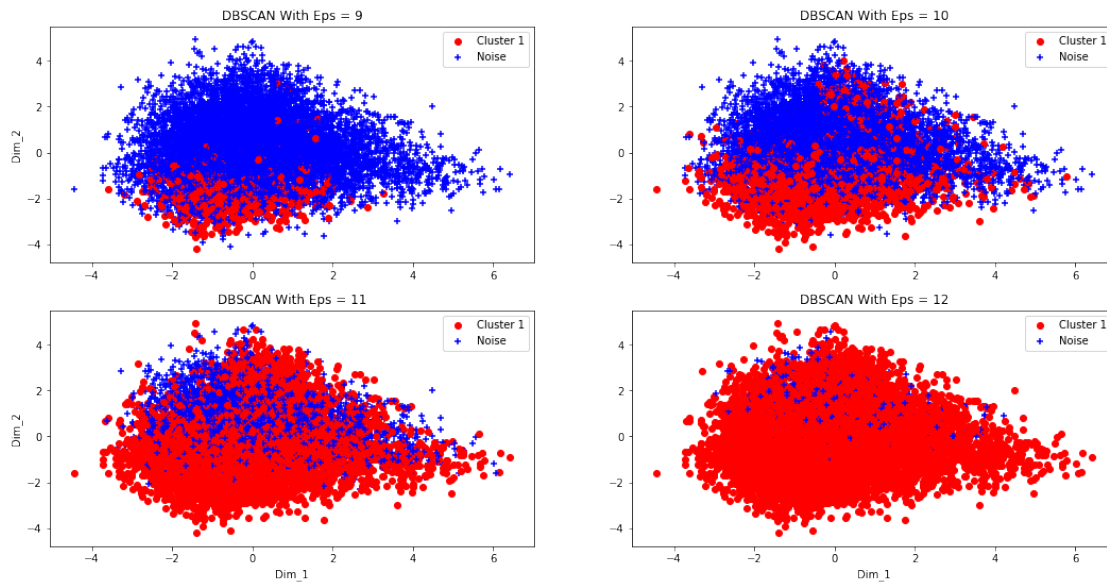 DBSCAN With Eps = 9
Cluster 1
Noise
4
2
0
−2
−4
Dim_2
−4 −2 0 2 4 6
DBSCAN With Eps = 10
Cluster 1
Noise
4
2
0
−2
−4
−4 −2 0 2 4 6
DBSCAN With Eps = 11
Cluster 1
Noise
4
2
0
−2
−4
Dim_2
−4 −2 0 2 4 6
Dim_1
DBSCAN With Eps = 12
Cluster 1
Noise
4
2
0
−2
−4
−4 −2 0 2 4 6
Dim_1